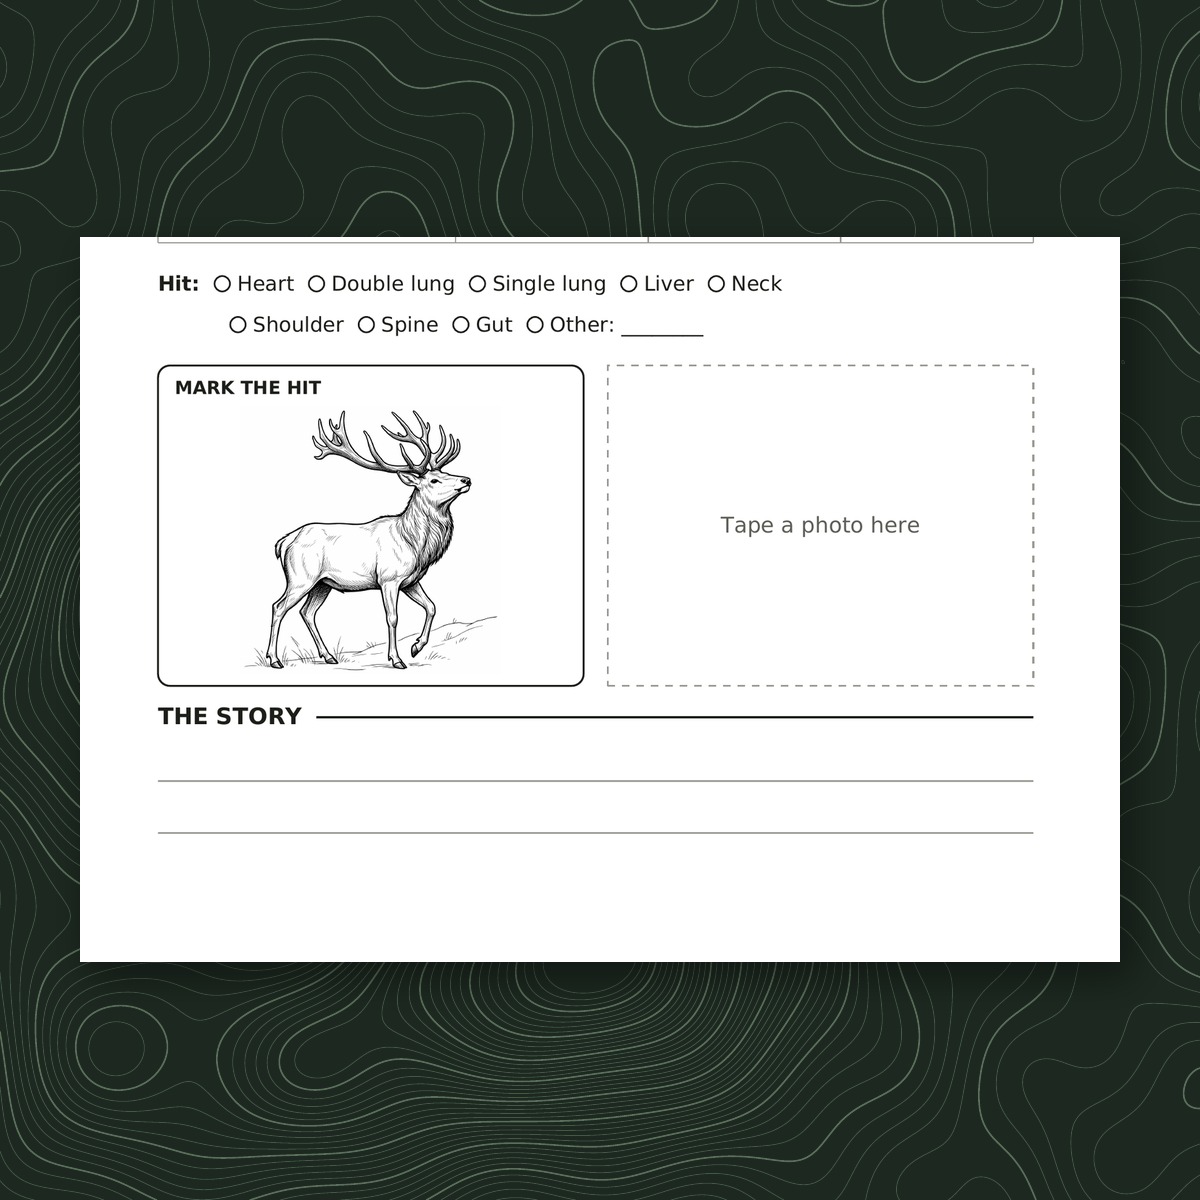 Hit: Heart Double lung Single lung Liver Neck
Shoulder Spine Gut Other: ________
MARK THE HIT
Tape a photo here
THE STORY